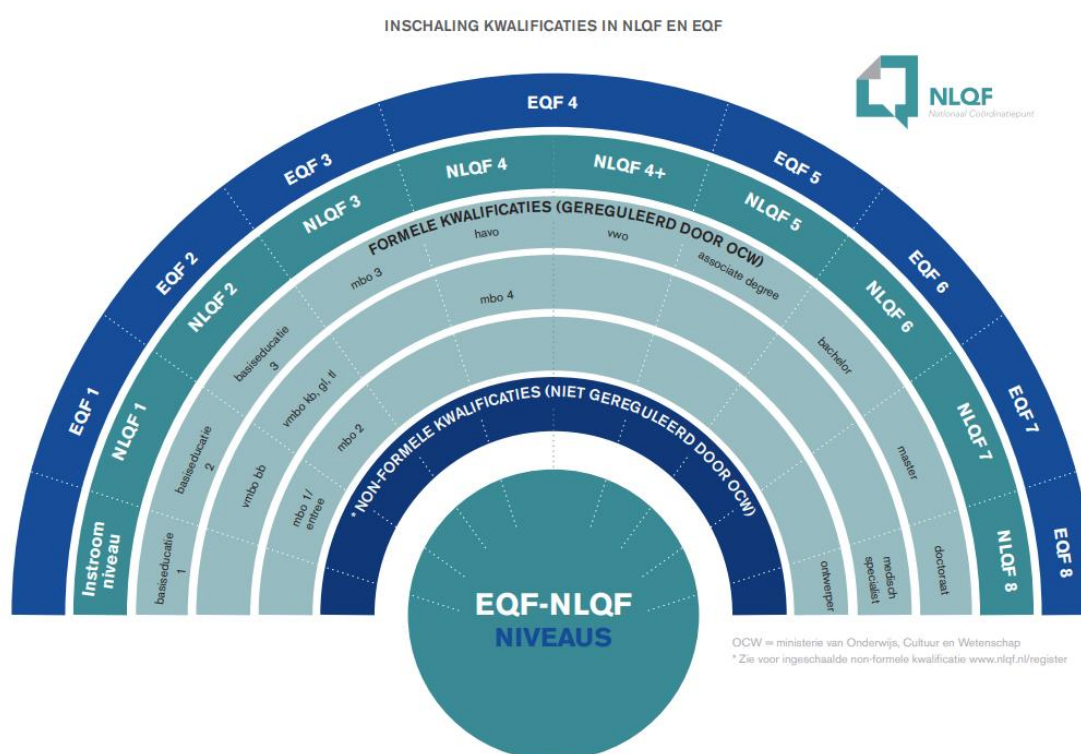 INSCHALING KWALIFICATIES IN NLQF EN EQF
NLQF
Nationaal Coördinatiepunt
EQF 1
EQF 2
EQF 3
EQF 4
EQF 5
EQF 6
EQF 7
EQF 8
Instroom
niveau
NLQF 1
NLQF 2
NLQF 3
NLQF 4
NLQF 4+
NLQF 5
NLQF 6
NLQF 7
NLQF 8
FORMELE KWALIFICATIES (GEREGULEERD DOOR OCW)
basiseducatie
1
basiseducatie
2
basiseducatie
3
mbo 3
havo
vwo
associate degree
bachelor
master
doctoraat
vmbo bb
vmbo kb, gl, tl
mbo 4
medisch
specialist
mbo 1/
entree
mbo 2
ontwerper
* NON-FORMELE KWALIFICATIES (NIET GEREGULEERD DOOR OCW)
EQF-NLQF
NIVEAUS
OCW = ministerie van Onderwijs, Cultuur en Wetenschap
* Zie voor ingeschaalde non-formele kwalificatie www.nlqf.nl/register